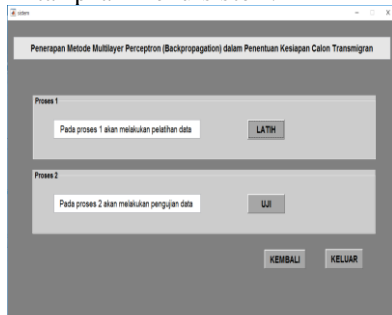 sistem
Penerapan Metode Multilayer Perceptron (Backpropagation) dalam Penentuan Kesiapan Calon Transmigran
Proses 1
Pada proses 1 akan melakukan pelatihan data
LATIH
Proses 2
Pada proses 2 akan melakukan pengujian data
UJI
KEMBALI
KELUAR